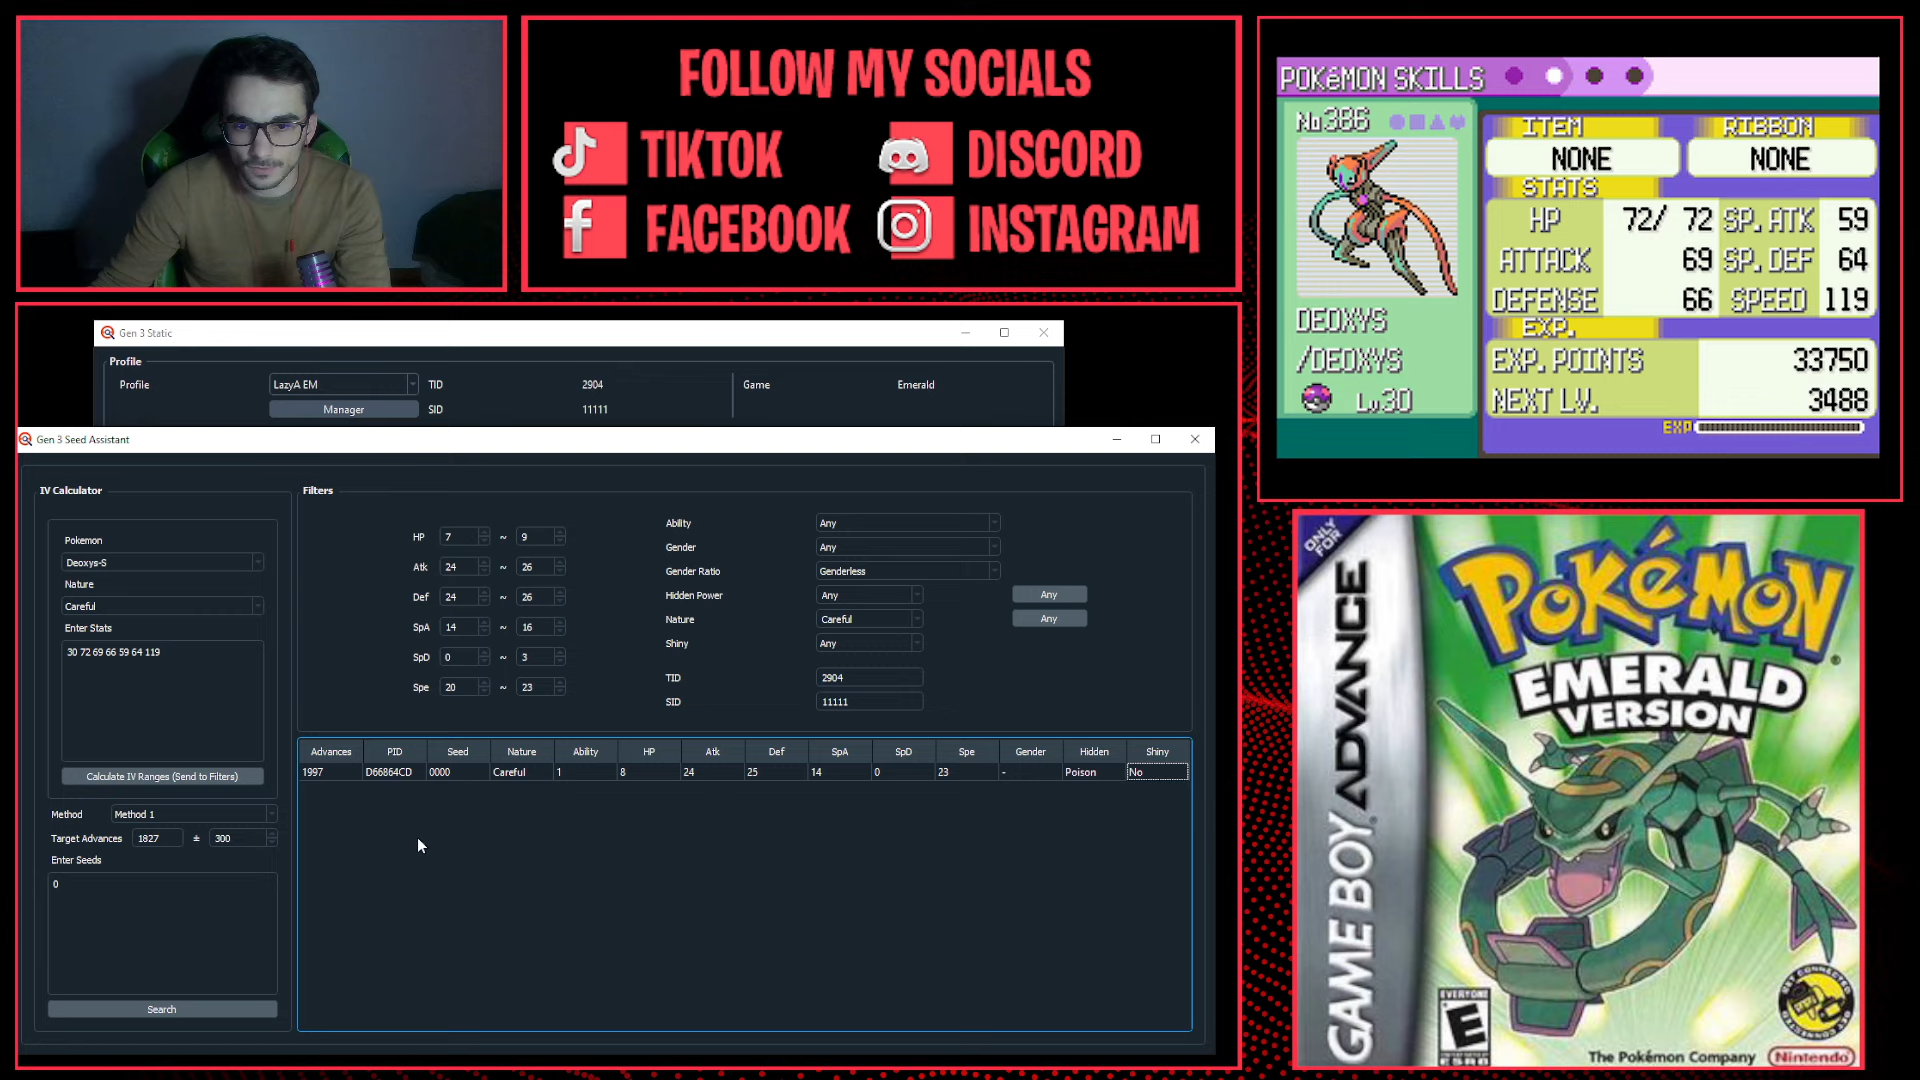 FOLLOW MY SOCIALS
TIKTOK
DISCORD
FACEBOOK
INSTAGRAM
POKéMON SKILLS
No386
DEOXYS
/DEOXYS
Lv30
ITEM
RIBBON
NONE
NONE
STATS
HP 72/ 72 SP. ATK 59
ATTACK 69 SP. DEF 64
DEFENSE 66 SPEED 119
EXP.
EXP. POINTS 33750
NEXT LV. 3488
EXP
Gen 3 Static
Profile
Profile LazyA EM TID 2904 Game Emerald
Manager SID 11111
Gen 3 Seed Assistant
IV Calculator
Pokemon
Deoxys-S
Nature
Careful
Enter Stats
30 72 69 66 59 64 119
Calculate IV Ranges (Send to Filters)
Method Method 1
Target Advances 1827 ± 300
Enter Seeds
0
Search
Filters
HP 7 ~ 9
Atk 24 ~ 26
Def 24 ~ 26
SpA 14 ~ 16
SpD 0 ~ 3
Spe 20 ~ 23
Ability Any
Gender Any
Gender Ratio Genderless
Hidden Power Any Any
Nature Careful Any
Shiny Any
TID 2904
SID 11111
Advances PID Seed Nature Ability HP Atk Def SpA SpD Spe Gender Hidden Shiny
1997 D66864CD 0000 Careful 1 8 24 25 14 0 23 - Poison No
ONLY FOR
GAME BOY ADVANCE
POKéMON
EMERALD
VERSION
EVERYONE
E
ESRB
GET CONNECTED
The Pokémon Company
Nintendo